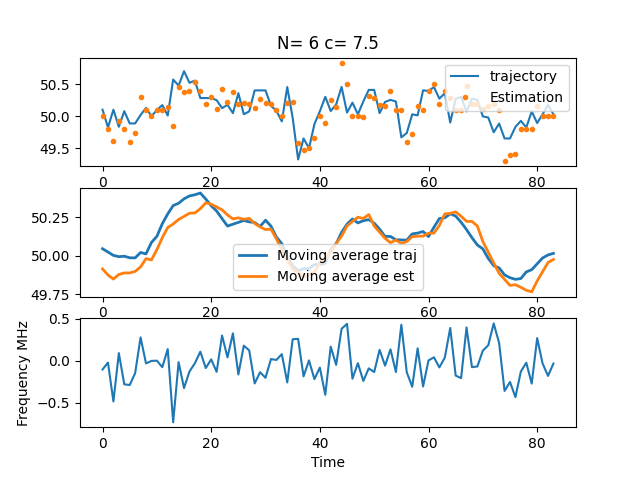 N= 6 c= 7.5
50.5
50.0
49.5
trajectory
Estimation
0 20 40 60 80
50.25
50.00
49.75
Moving average traj
Moving average est
0 20 40 60 80
Frequency MHz
0.5
0.0
−0.5
0 20 40 60 80
Time